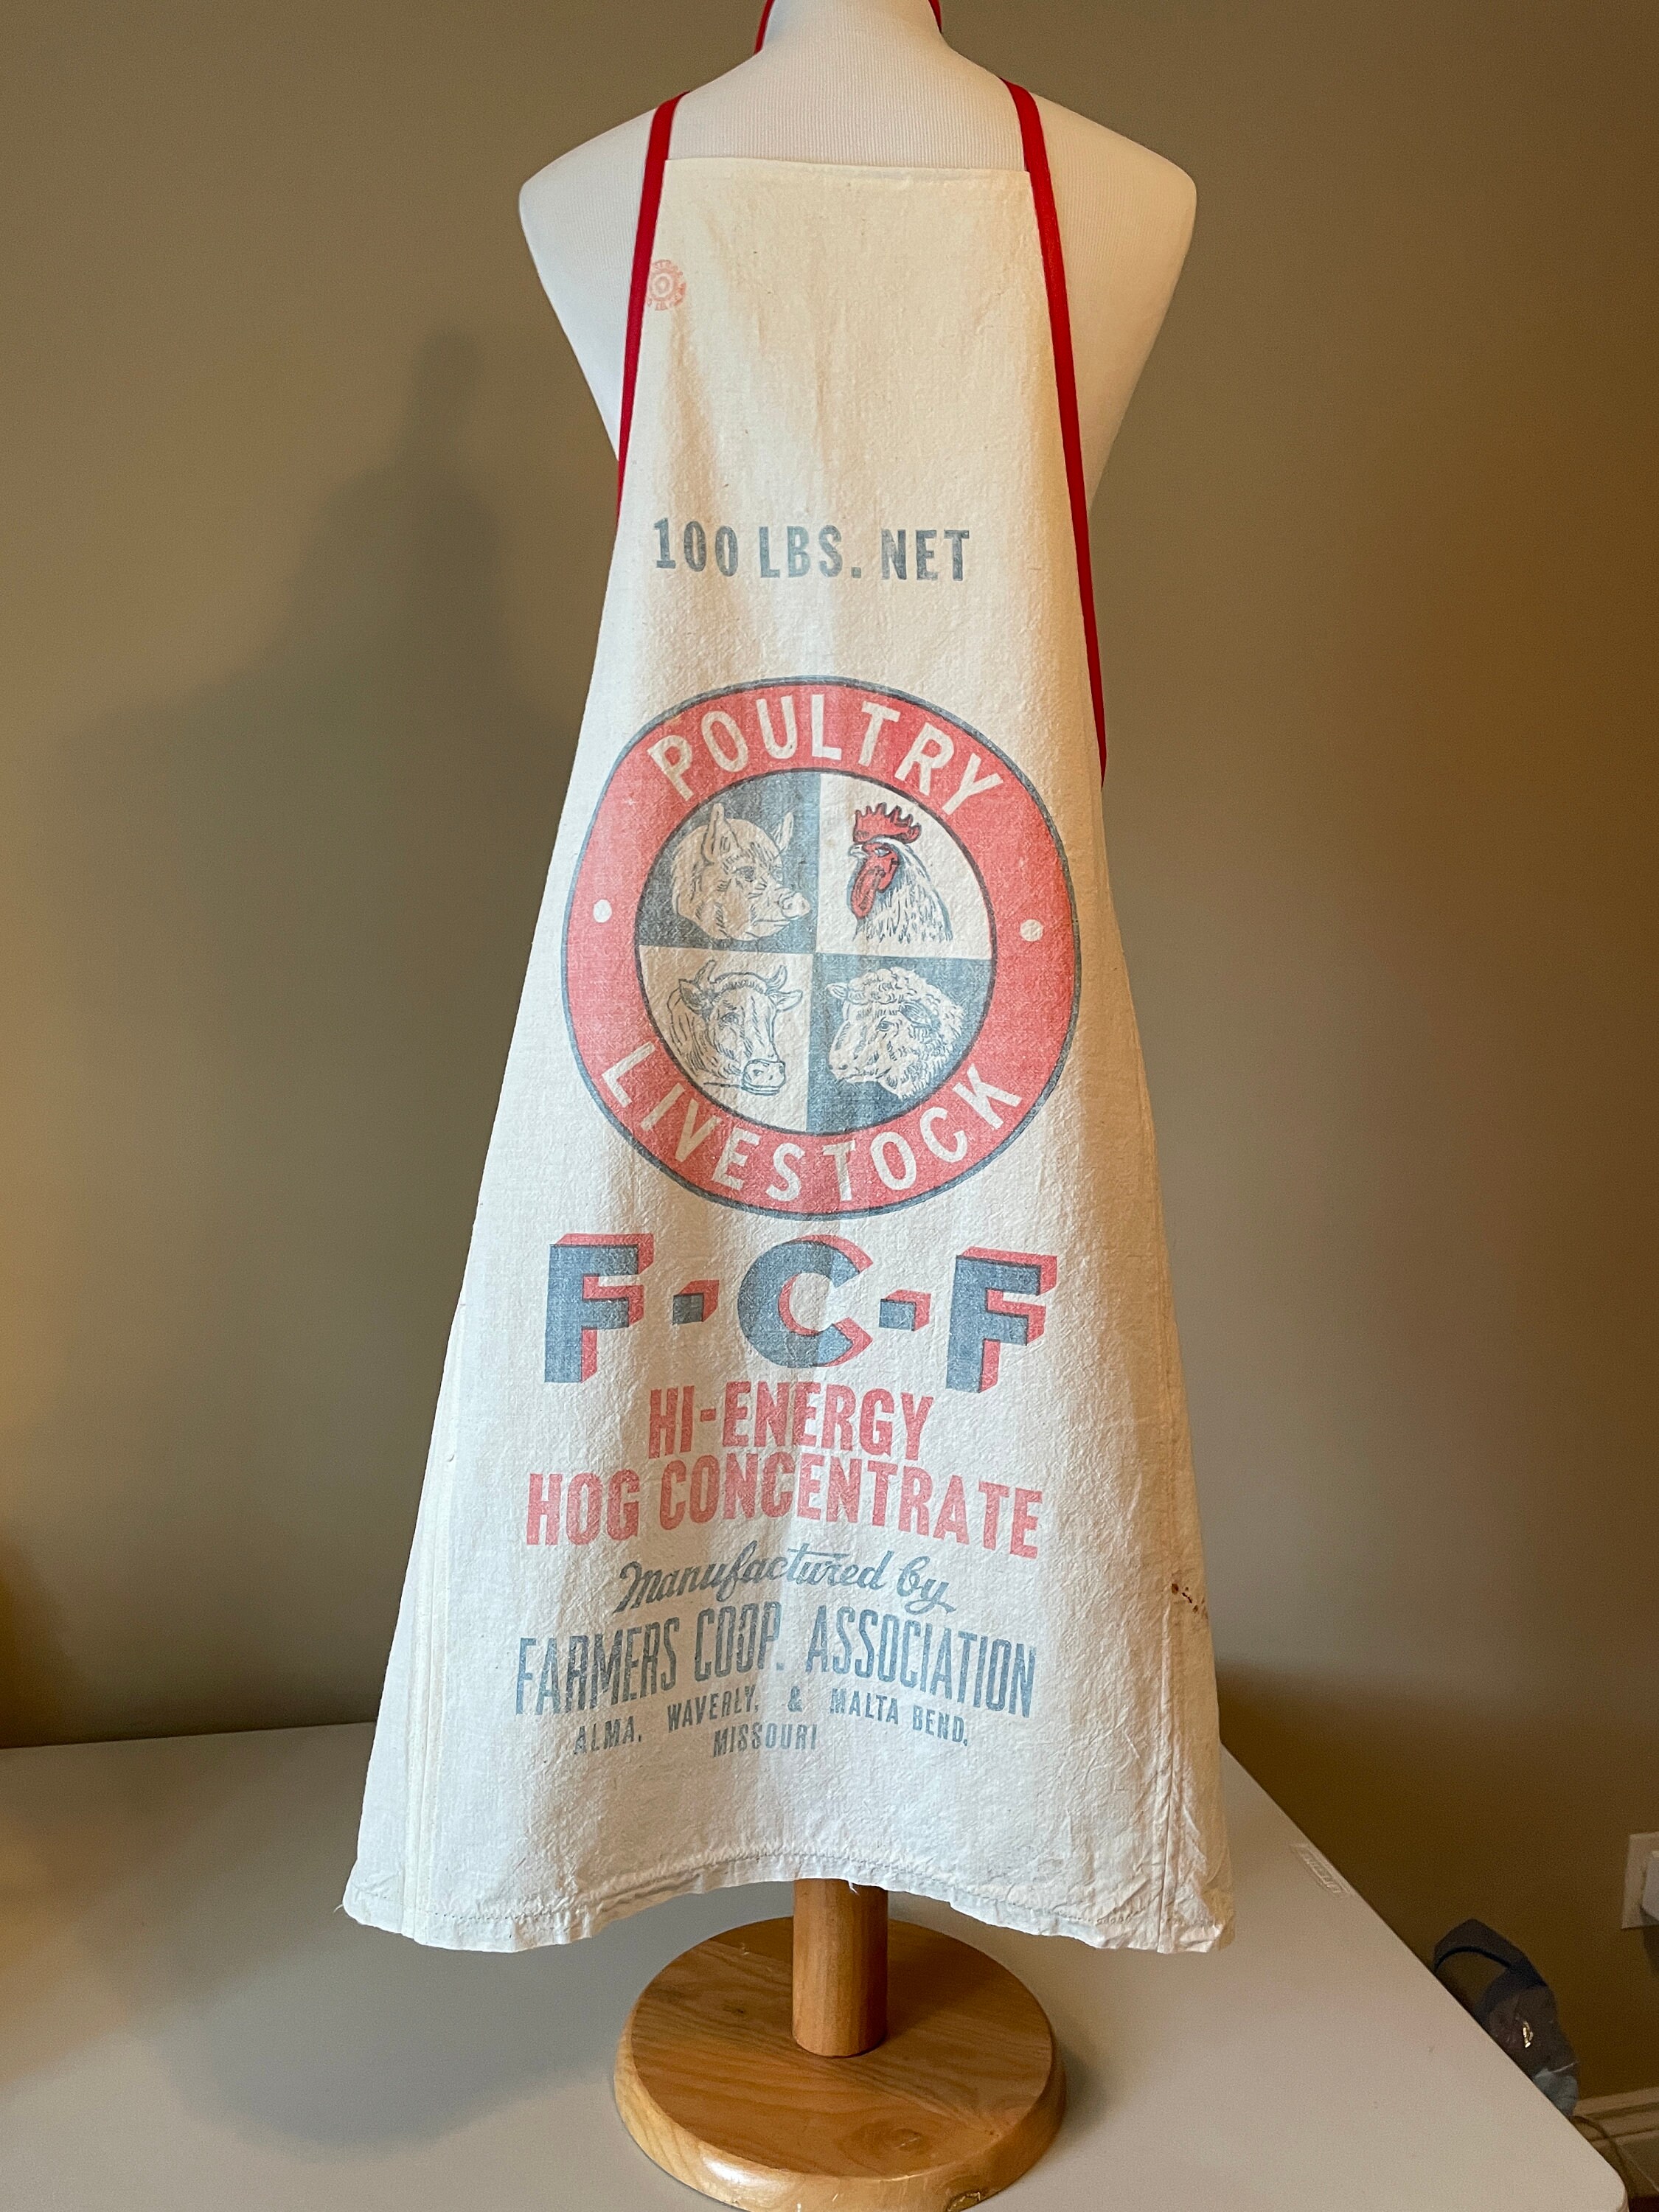 100 LBS. NET
POULTRY
LIVESTOCK
F·C·F
HI-ENERGY
HOG CONCENTRATE
Manufactured by
FARMERS COOP. ASSOCIATION
ALMA, WAVERLY, & MALTA BEND,
MISSOURI